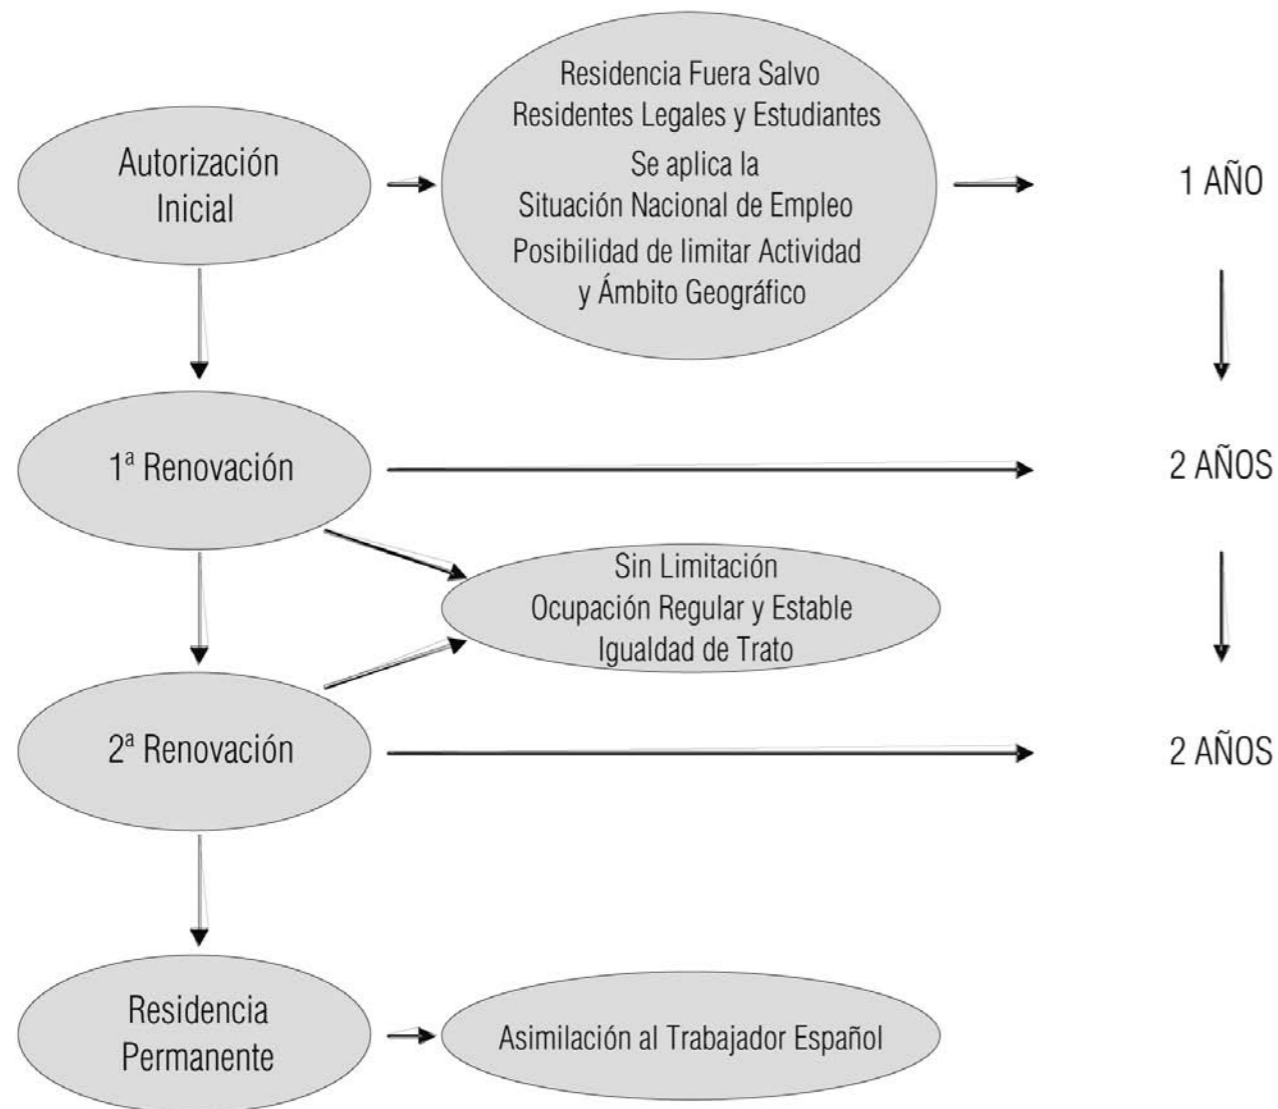 Autorización
Inicial
Residencia Fuera Salvo
Residentes Legales y Estudiantes
Se aplica la
Situación Nacional de Empleo
Posibilidad de limitar Actividad
y Ámbito Geográfico
1 AÑO
1ª Renovación
2 AÑOS
Sin Limitación
Ocupación Regular y Estable
Igualdad de Trato
2ª Renovación
2 AÑOS
Residencia
Permanente
Asimilación al Trabajador Español